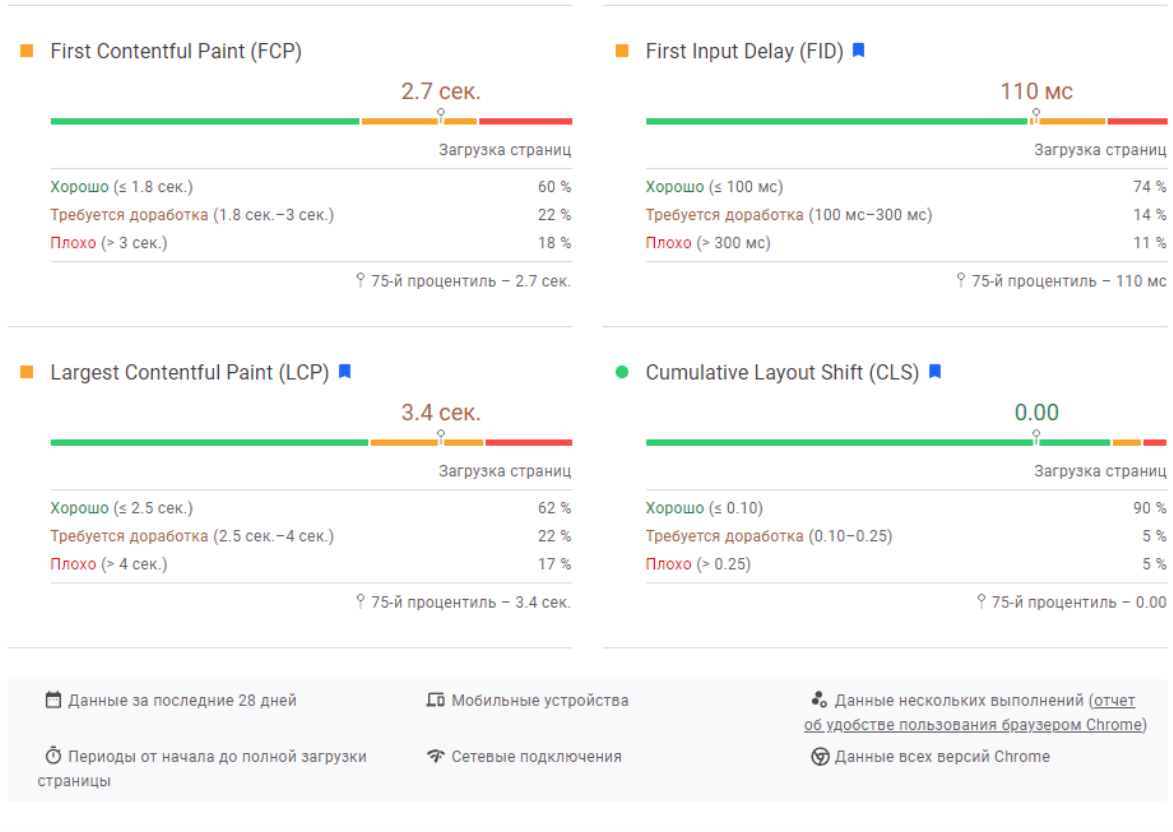 First Contentful Paint (FCP)
2.7 сек.
Загрузка страниц
Хорошо (≤ 1.8 сек.) 60 %
Требуется доработка (1.8 сек.–3 сек.) 22 %
Плохо (> 3 сек.) 18 %
75-й процентиль – 2.7 сек.
First Input Delay (FID)
110 мс
Загрузка страниц
Хорошо (≤ 100 мс) 74 %
Требуется доработка (100 мс–300 мс) 14 %
Плохо (> 300 мс) 11 %
75-й процентиль – 110 мс
Largest Contentful Paint (LCP)
3.4 сек.
Загрузка страниц
Хорошо (≤ 2.5 сек.) 62 %
Требуется доработка (2.5 сек.–4 сек.) 22 %
Плохо (> 4 сек.) 17 %
75-й процентиль – 3.4 сек.
Cumulative Layout Shift (CLS)
0.00
Загрузка страниц
Хорошо (≤ 0.10) 90 %
Требуется доработка (0.10–0.25) 5 %
Плохо (> 0.25) 5 %
75-й процентиль – 0.00
Данные за последние 28 дней
Мобильные устройства
Данные нескольких выполнений (отчет
об удобстве пользования браузером Chrome)
Периоды от начала до полной загрузки
страницы
Сетевые подключения
Данные всех версий Chrome